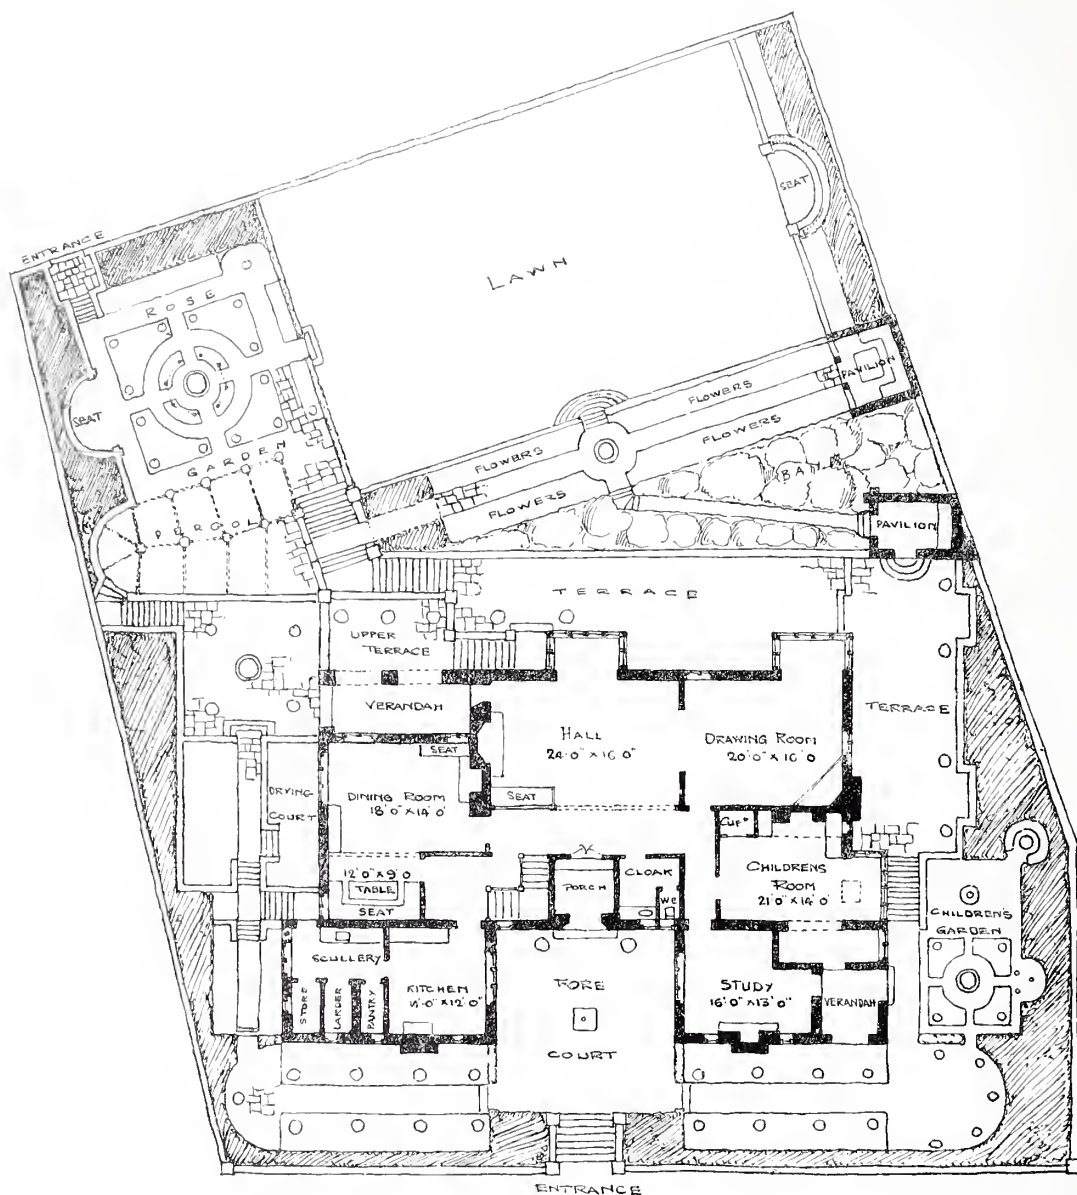 ENTRANCE
SEAT
LAWN
ROSE
SEAT
GARDEN
PAVILION
FLOWERS
FLOWERS
FLOWERS
FLOWERS
BANK
PERGOLA
PAVILION
TERRACE
UPPER
TERRACE
VERANDAH
TERRACE
HALL
24'.0" × 16'.0"
DRAWING ROOM
20'.0" × 16'.0
SEAT
DRYING
COURT
DINING ROOM
18'.0" × 14'.0
SEAT
CUP.D
12'.0" × 9'.0
TABLE
SEAT
PORCH
CLOAK
WC
CHILDRENS
ROOM
21'.0" × 14'.0
CHILDREN'S
GARDEN
SCULLERY
STORE
LARDER
PANTRY
KITCHEN
FORE
COURT
STUDY
16'.0" × 13'.0"
VERANDAH
ENTRANCE